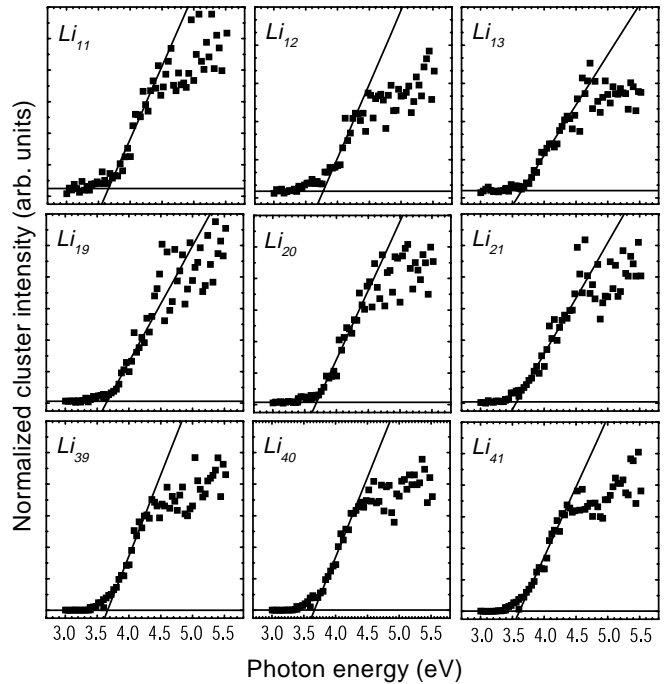 Normalized cluster intensity (arb. units)
Li₁₁ Li₁₂ Li₁₃
Li₁₉ Li₂₀ Li₂₁
Li₃₉ Li₄₀ Li₄₁
3.0 3.5 4.0 4.5 5.0 5.5 3.0 3.5 4.0 4.5 5.0 5.5 3.0 3.5 4.0 4.5 5.0 5.5
Photon energy (eV)